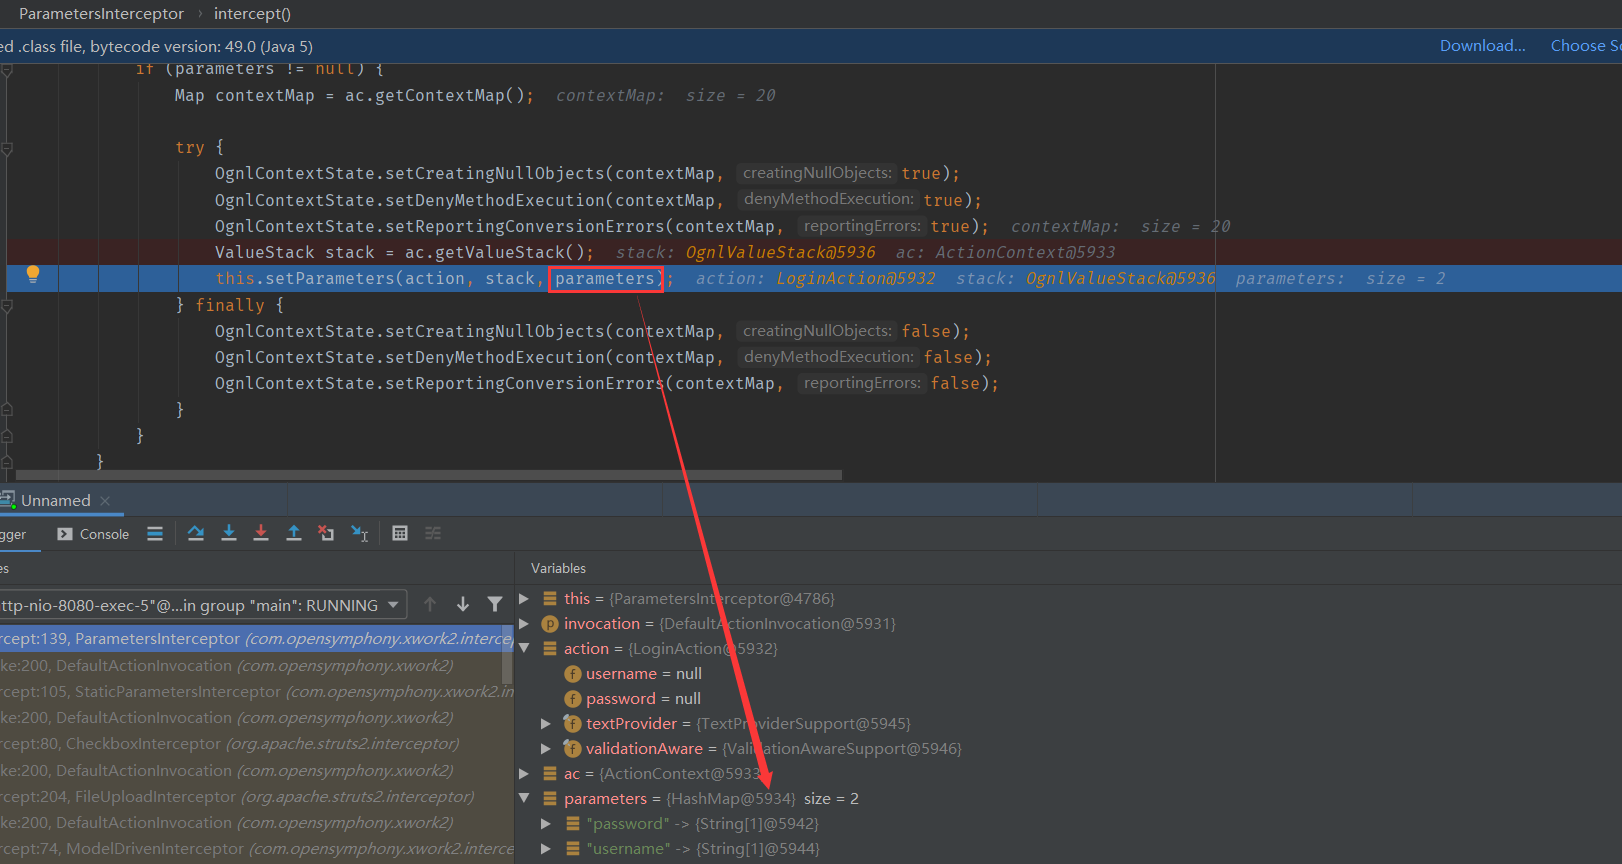 ParametersInterceptor › intercept()
ed .class file, bytecode version: 49.0 (Java 5) Download... Choose So
if (parameters != null) {
Map contextMap = ac.getContextMap(); contextMap: size = 20
try {
OgnlContextState.setCreatingNullObjects(contextMap, creatingNullObjects: true);
OgnlContextState.setDenyMethodExecution(contextMap, denyMethodExecution: true);
OgnlContextState.setReportingConversionErrors(contextMap, reportingErrors: true); contextMap: size = 20
ValueStack stack = ac.getValueStack(); stack: OgnlValueStack@5936 ac: ActionContext@5933
this.setParameters(action, stack, parameters); action: LoginAction@5932 stack: OgnlValueStack@5936 parameters: size = 2
} finally {
OgnlContextState.setCreatingNullObjects(contextMap, creatingNullObjects: false);
OgnlContextState.setDenyMethodExecution(contextMap, denyMethodExecution: false);
OgnlContextState.setReportingConversionErrors(contextMap, reportingErrors: false);
}
}
}
Unnamed ×
gger Console
es
ttp-nio-8080-exec-5"@...in group "main": RUNNING
rcept:139, ParametersInterceptor (com.opensymphony.xwork2.intercep
ke:200, DefaultActionInvocation (com.opensymphony.xwork2)
rcept:105, StaticParametersInterceptor (com.opensymphony.xwork2.in
ke:200, DefaultActionInvocation (com.opensymphony.xwork2)
rcept:80, CheckboxInterceptor (org.apache.struts2.interceptor)
ke:200, DefaultActionInvocation (com.opensymphony.xwork2)
rcept:204, FileUploadInterceptor (org.apache.struts2.interceptor)
ke:200, DefaultActionInvocation (com.opensymphony.xwork2)
rcept:74, ModelDrivenInterceptor (com.opensymphony.xwork2.interce
Variables
this = {ParametersInterceptor@4786}
p invocation = {DefaultActionInvocation@5931}
action = {LoginAction@5932}
f username = null
f password = null
f textProvider = {TextProviderSupport@5945}
f validationAware = {ValidationAwareSupport@5946}
ac = {ActionContext@5933
parameters = {HashMap@5934} size = 2
"password" -> {String[1]@5942}
"username" -> {String[1]@5944}